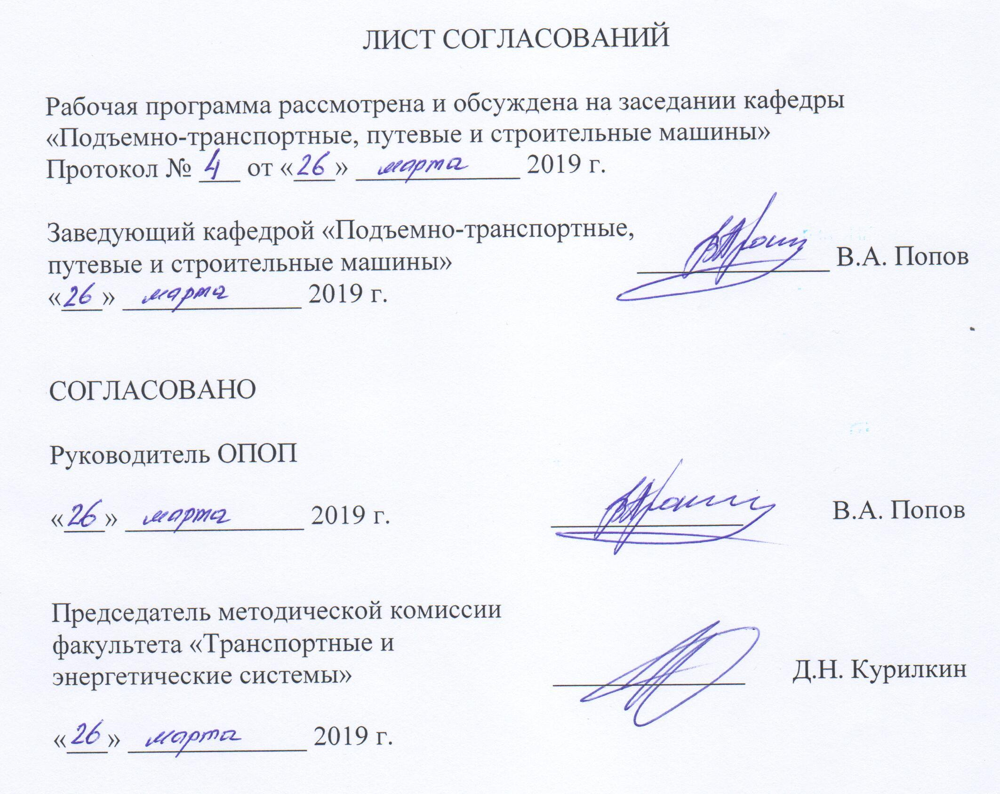 ЛИСТ СОГЛАСОВАНИЙ
Рабочая программа рассмотрена и обсуждена на заседании кафедры
«Подъемно-транспортные, путевые и строительные машины»
Протокол № 4 от «26» марта 2019 г.
Заведующий кафедрой «Подъемно-транспортные,
путевые и строительные машины» В.А. Попов
«26» марта 2019 г.
СОГЛАСОВАНО
Руководитель ОПОП
«26» марта 2019 г. В.А. Попов
Председатель методической комиссии
факультета «Транспортные и
энергетические системы» Д.Н. Курилкин
«26» марта 2019 г.